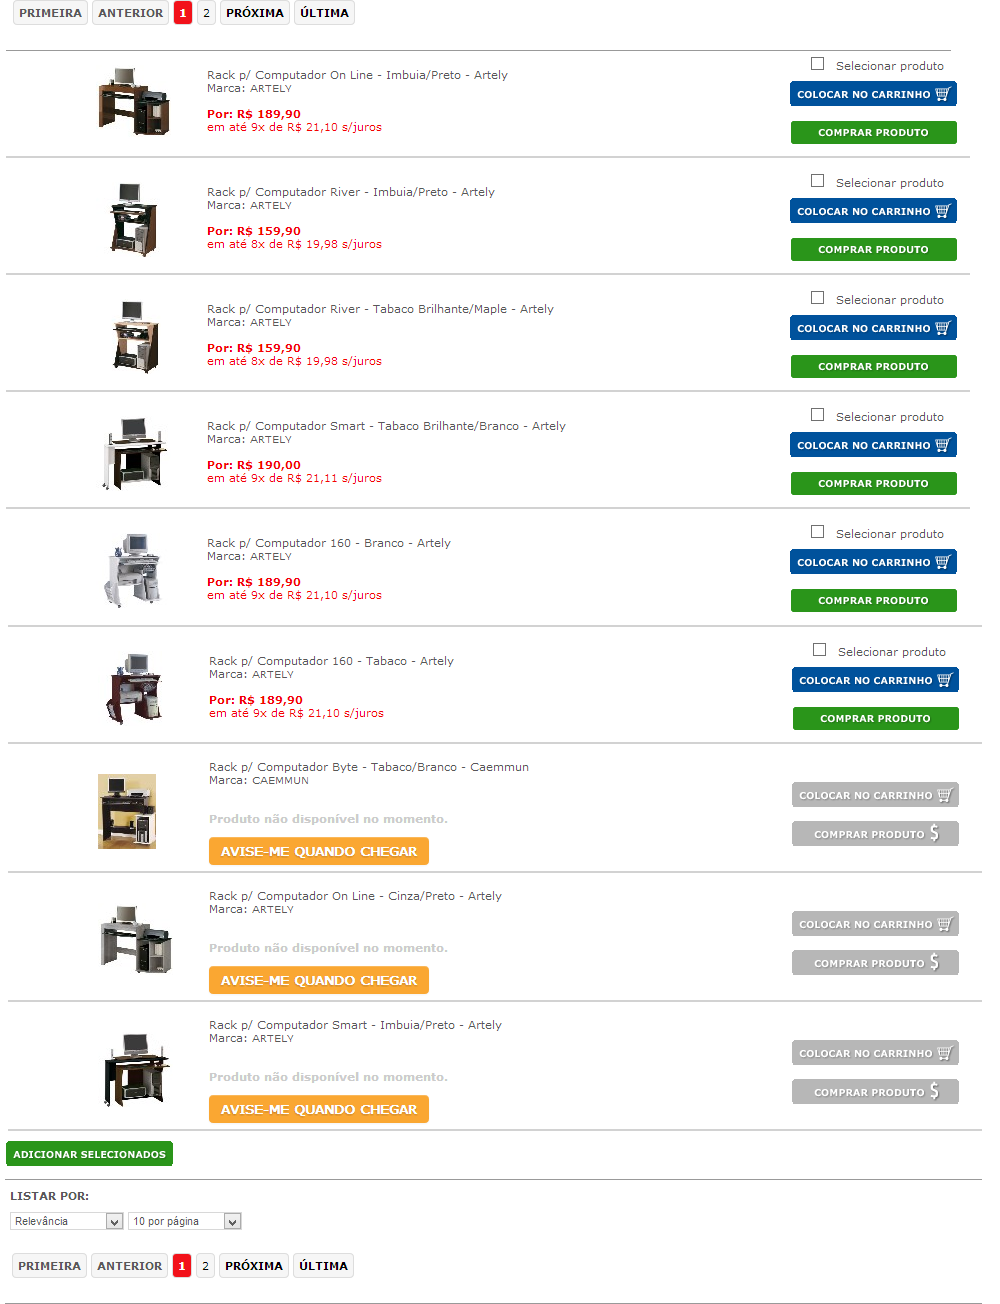 PRIMEIRA ANTERIOR 1 2 PRÓXIMA ÚLTIMA
Rack p/ Computador On Line - Imbuia/Preto - Artely
Marca: ARTELY
Por: R$ 189,90
em até 9x de R$ 21,10 s/juros
Selecionar produto
COLOCAR NO CARRINHO
COMPRAR PRODUTO
Rack p/ Computador River - Imbuia/Preto - Artely
Marca: ARTELY
Por: R$ 159,90
em até 8x de R$ 19,98 s/juros
Selecionar produto
COLOCAR NO CARRINHO
COMPRAR PRODUTO
Rack p/ Computador River - Tabaco Brilhante/Maple - Artely
Marca: ARTELY
Por: R$ 159,90
em até 8x de R$ 19,98 s/juros
Selecionar produto
COLOCAR NO CARRINHO
COMPRAR PRODUTO
Rack p/ Computador Smart - Tabaco Brilhante/Branco - Artely
Marca: ARTELY
Por: R$ 190,00
em até 9x de R$ 21,11 s/juros
Selecionar produto
COLOCAR NO CARRINHO
COMPRAR PRODUTO
Rack p/ Computador 160 - Branco - Artely
Marca: ARTELY
Por: R$ 189,90
em até 9x de R$ 21,10 s/juros
Selecionar produto
COLOCAR NO CARRINHO
COMPRAR PRODUTO
Rack p/ Computador 160 - Tabaco - Artely
Marca: ARTELY
Por: R$ 189,90
em até 9x de R$ 21,10 s/juros
Selecionar produto
COLOCAR NO CARRINHO
COMPRAR PRODUTO
Rack p/ Computador Byte - Tabaco/Branco - Caemmun
Marca: CAEMMUN
Produto não disponível no momento.
AVISE-ME QUANDO CHEGAR
COLOCAR NO CARRINHO
COMPRAR PRODUTO $
Rack p/ Computador On Line - Cinza/Preto - Artely
Marca: ARTELY
Produto não disponível no momento.
AVISE-ME QUANDO CHEGAR
COLOCAR NO CARRINHO
COMPRAR PRODUTO $
Rack p/ Computador Smart - Imbuia/Preto - Artely
Marca: ARTELY
Produto não disponível no momento.
AVISE-ME QUANDO CHEGAR
COLOCAR NO CARRINHO
COMPRAR PRODUTO $
ADICIONAR SELECIONADOS
LISTAR POR:
Relevância 10 por página
PRIMEIRA ANTERIOR 1 2 PRÓXIMA ÚLTIMA